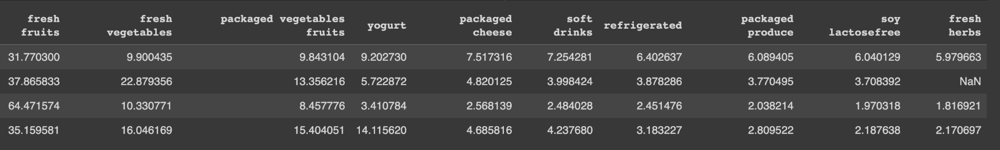 fresh fruits fresh vegetables packaged vegetables fruits yogurt packaged cheese soft drinks refrigerated packaged produce soy lactosefree fresh herbs
31.770300 9.900435 9.843104 9.202730 7.517316 7.254281 6.402637 6.089405 6.040129 5.979663
37.865833 22.879356 13.356216 5.722872 4.820125 3.998424 3.878286 3.770495 3.708392 NaN
64.471574 10.330771 8.457776 3.410784 2.568139 2.484028 2.451476 2.038214 1.970318 1.816921
35.159581 16.046169 15.404051 14.115620 4.685816 4.237680 3.183227 2.809522 2.187638 2.170697